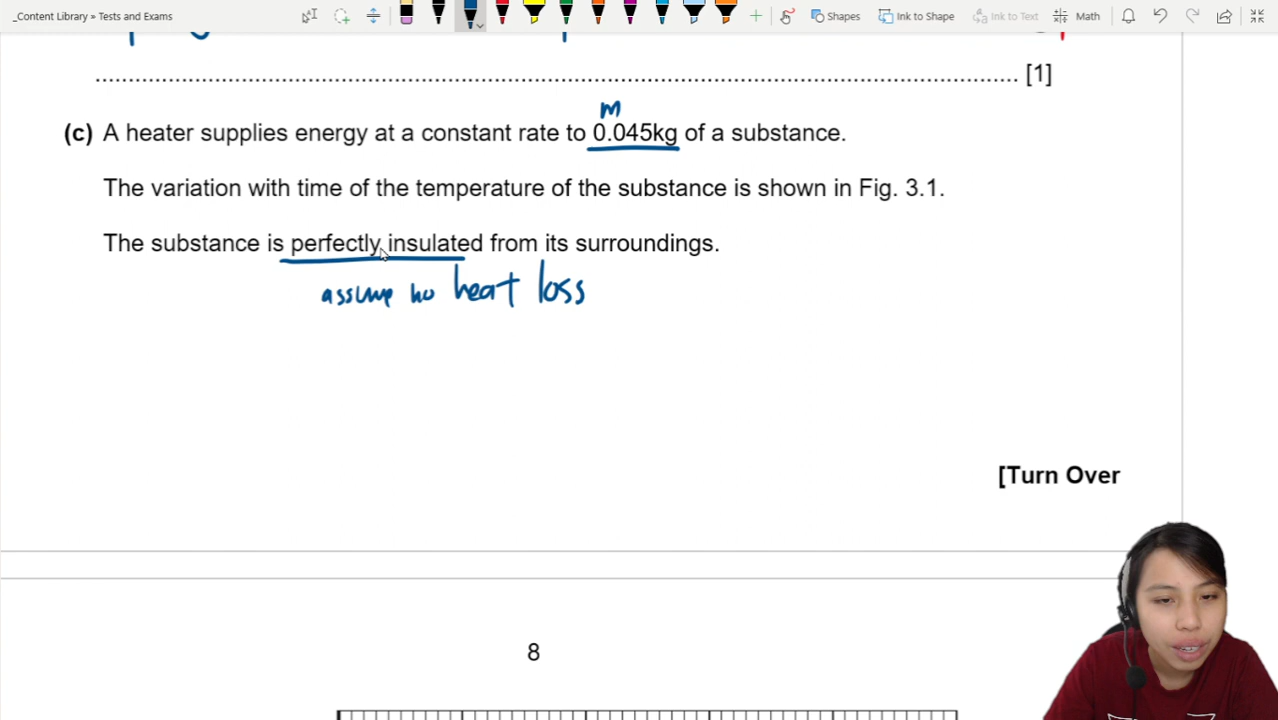 _Content Library » Tests and Exams
Shapes
Ink to Shape
Ink to Text
Math
[1]
m
(c) A heater supplies energy at a constant rate to 0.045kg of a substance.
The variation with time of the temperature of the substance is shown in Fig. 3.1.
The substance is perfectly insulated from its surroundings.
assume no heat loss
[Turn Over
8